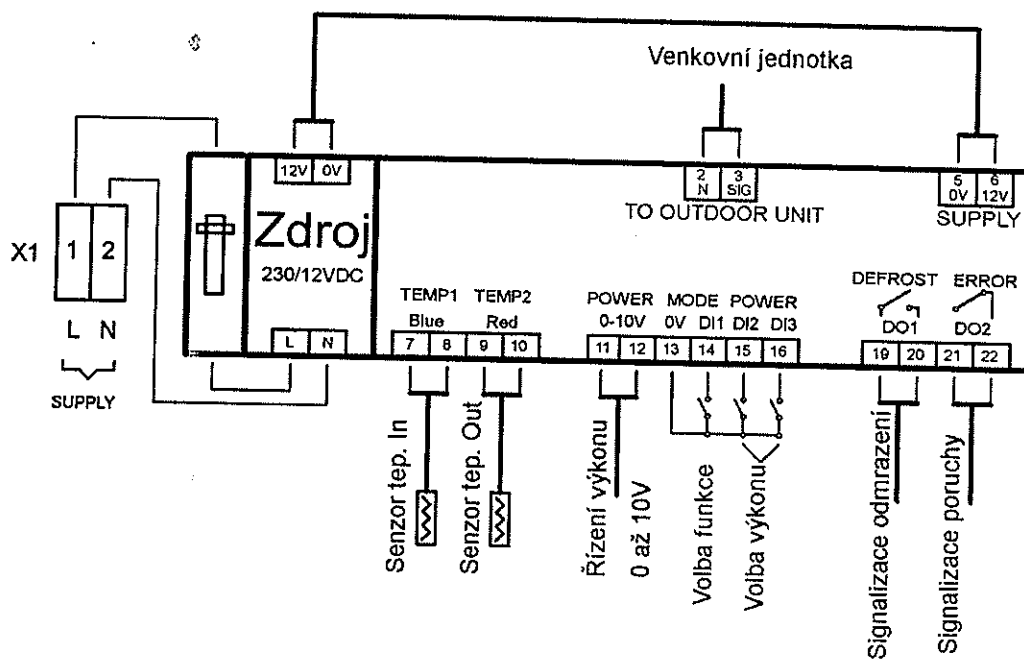 Venkovní jednotka
12V 0V
2 N 3 SIG
5 0V 6 12V
TO OUTDOOR UNIT
SUPPLY
X1 1 2
Zdroj
230/12VDC
L N
SUPPLY
L N
TEMP1 TEMP2
Blue Red
7 8 9 10
POWER MODE POWER
0-10V 0V DI1 DI2 DI3
11 12 13 14 15 16
DEFROST ERROR
DO1 DO2
19 20 21 22
Senzor tep. In
Senzor tep. Out
Řízení výkonu
0 až 10V
Volba funkce
Volba výkonu
Signalizace odmrazení
Signalizace poruchy